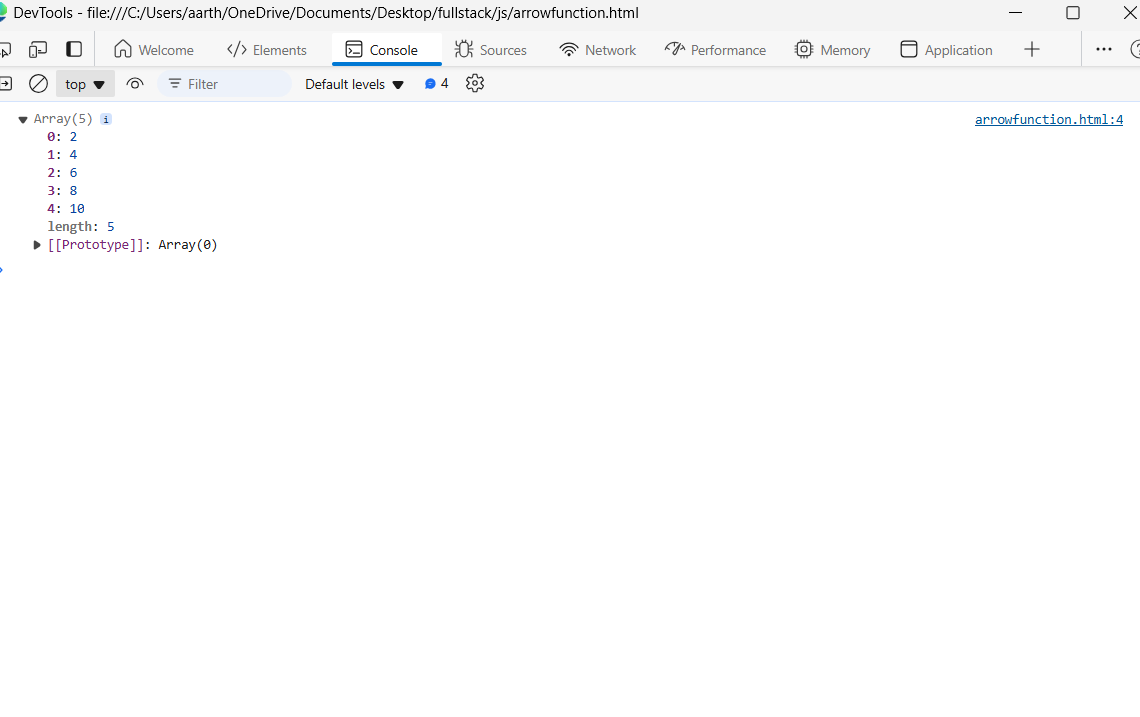 DevTools - file:///C:/Users/aarth/OneDrive/Documents/Desktop/fullstack/js/arrowfunction.html
Welcome Elements Console Sources Network Performance Memory Application
top Filter Default levels 4
Array(5) i arrowfunction.html:4
0: 2
1: 4
2: 6
3: 8
4: 10
length: 5
[[Prototype]]: Array(0)